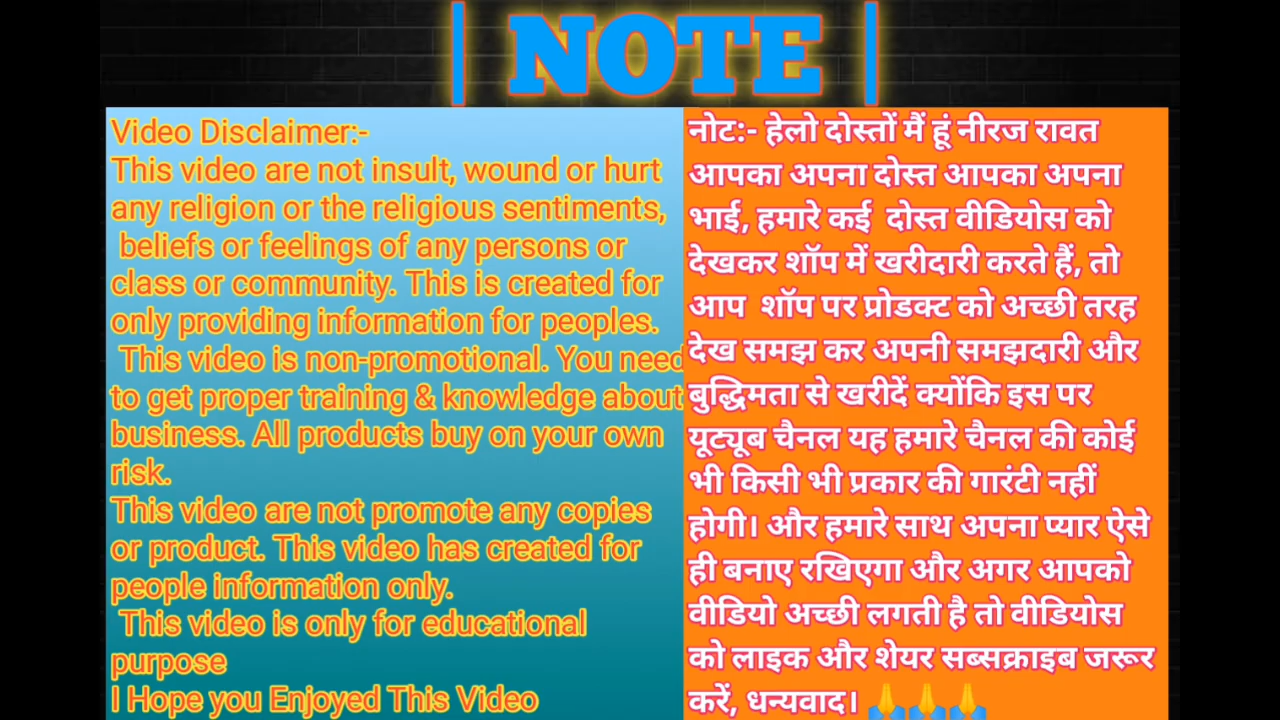 | NOTE |
Video Disclaimer:-
This video are not insult, wound or hurt
any religion or the religious sentiments,
beliefs or feelings of any persons or
class or community. This is created for
only providing information for peoples.
This video is non-promotional. You need
to get proper training & knowledge about
business. All products buy on your own
risk.
This video are not promote any copies
or product. This video has created for
people information only.
This video is only for educational
purpose
I Hope you Enjoyed This Video
नोट:- हेलो दोस्तों मैं हूं नीरज रावत
आपका अपना दोस्त आपका अपना
भाई, हमारे कई दोस्त वीडियोस को
देखकर शॉप में खरीदारी करते हैं, तो
आप शॉप पर प्रोडक्ट को अच्छी तरह
देख समझ कर अपनी समझदारी और
बुद्धिमता से खरीदें क्योंकि इस पर
यूट्यूब चैनल यह हमारे चैनल की कोई
भी किसी भी प्रकार की गारंटी नहीं
होगी। और हमारे साथ अपना प्यार ऐसे
ही बनाए रखिएगा और अगर आपको
वीडियो अच्छी लगती है तो वीडियोस
को लाइक और शेयर सब्सक्राइब जरूर
करें, धन्यवाद। 🙏🙏🙏